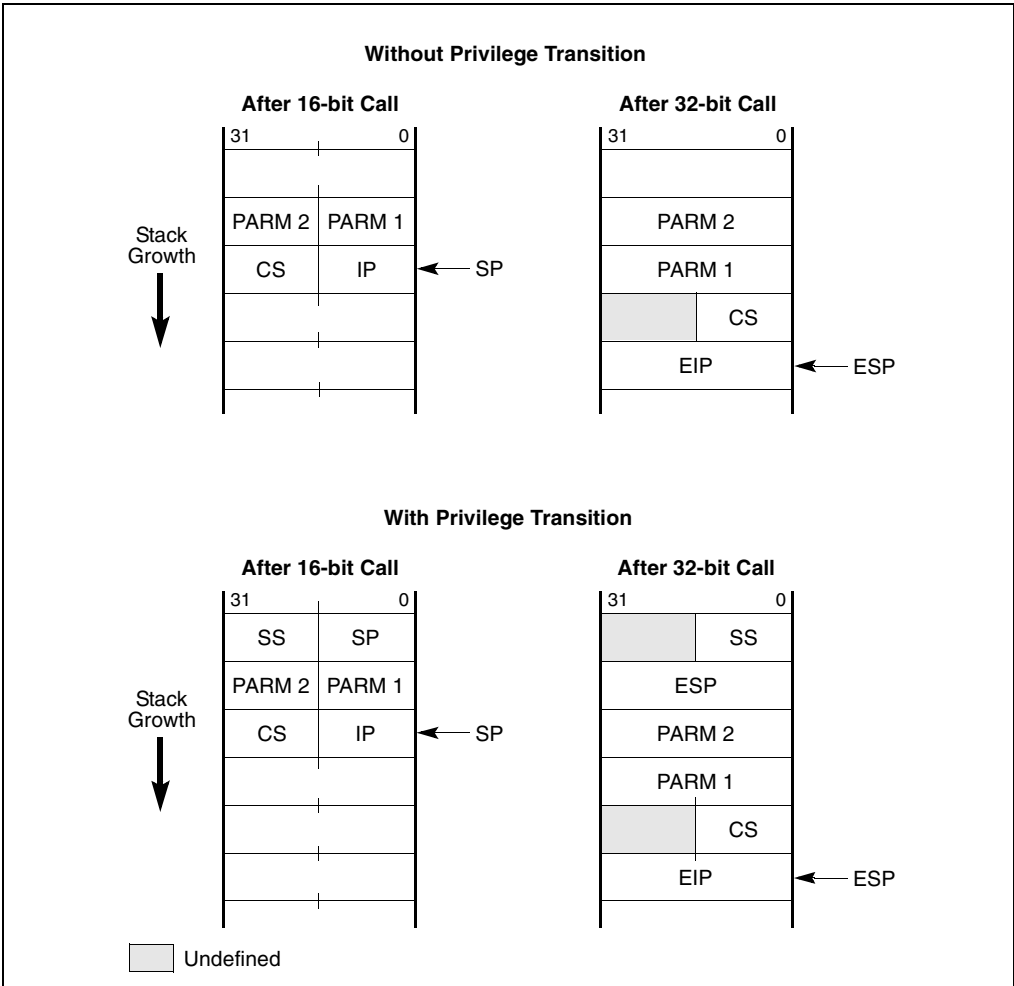 Without Privilege Transition
After 16-bit Call
After 32-bit Call
31 0
31 0
PARM 2 PARM 1
PARM 2
Stack
Growth
CS IP
SP
PARM 1
CS
EIP
ESP
With Privilege Transition
After 16-bit Call
After 32-bit Call
31 0
31 0
SS SP
SS
PARM 2 PARM 1
ESP
Stack
Growth
CS IP
SP
PARM 2
PARM 1
CS
EIP
ESP
Undefined